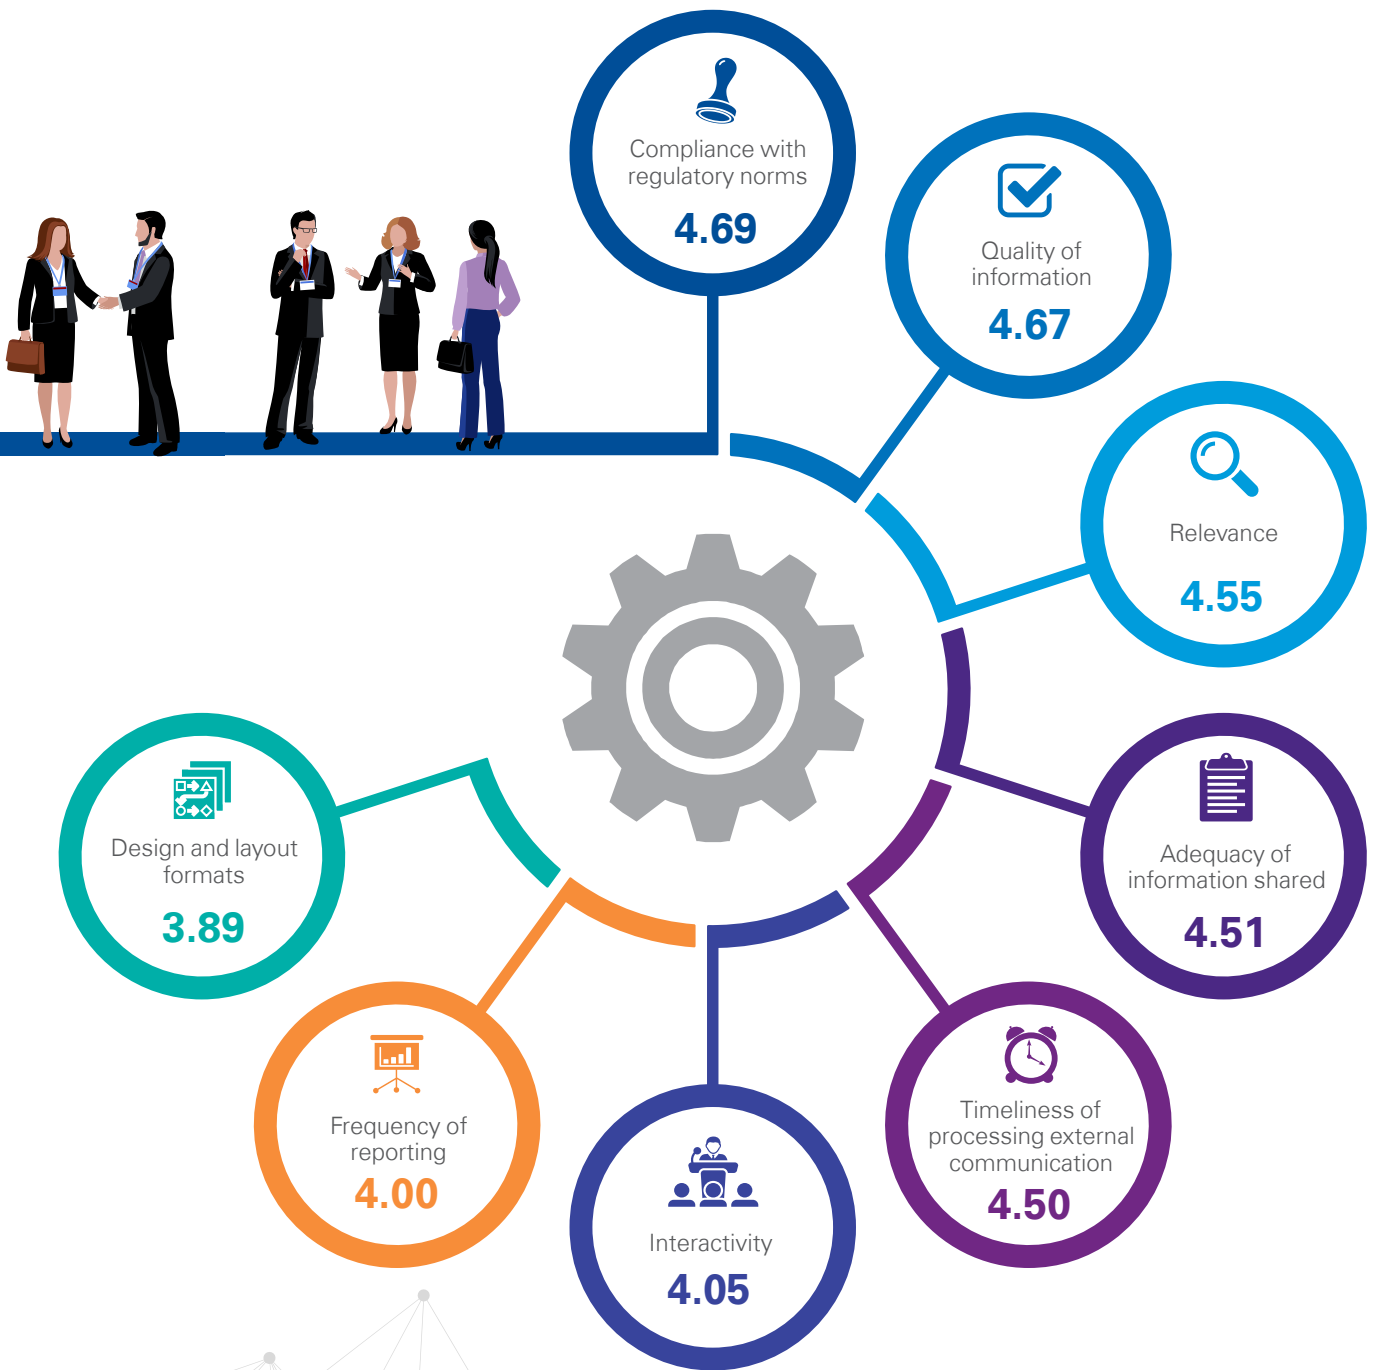 Compliance with
regulatory norms
4.69
Quality of
information
4.67
Relevance
4.55
Adequacy of
information shared
4.51
Timeliness of
processing external
communication
4.50
Interactivity
4.05
Frequency of
reporting
4.00
Design and layout
formats
3.89